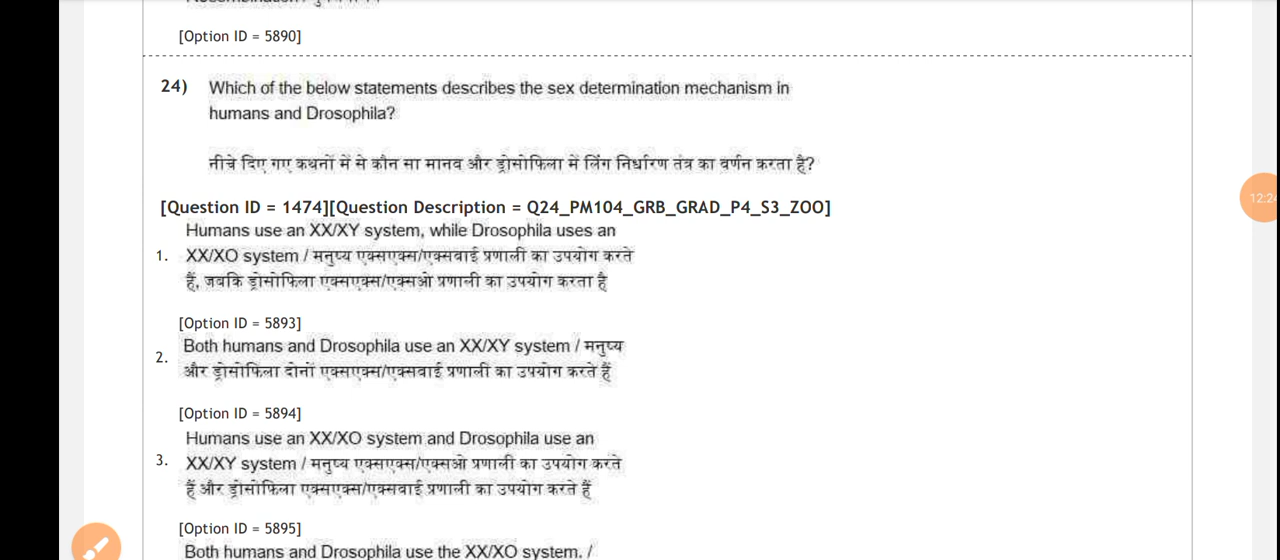 [Option ID = 5890]
24) Which of the below statements describes the sex determination mechanism in
humans and Drosophila?
नीचे दिए गए कथनों में से कौन सा मानव और ड्रोसोफिला में लिंग निर्धारण तंत्र का वर्णन करता है?
[Question ID = 1474][Question Description = Q24_PM104_GRB_GRAD_P4_S3_ZOO]
Humans use an XX/XY system, while Drosophila uses an
1. XX/XO system / मनुष्य एक्सएक्स/एक्सवाई प्रणाली का उपयोग करते
हैं, जबकि ड्रोसोफिला एक्सएक्स/एक्सओ प्रणाली का उपयोग करता है
[Option ID = 5893]
Both humans and Drosophila use an XX/XY system / मनुष्य
2.
और ड्रोसोफिला दोनों एक्सएक्स/एक्सवाई प्रणाली का उपयोग करते हैं
[Option ID = 5894]
Humans use an XX/XO system and Drosophila use an
3. XX/XY system / मनुष्य एक्सएक्स/एक्सओ प्रणाली का उपयोग करते
हैं और ड्रोसोफिला एक्सएक्स/एक्सवाई प्रणाली का उपयोग करते हैं
[Option ID = 5895]
Both humans and Drosophila use the XX/XO system. /